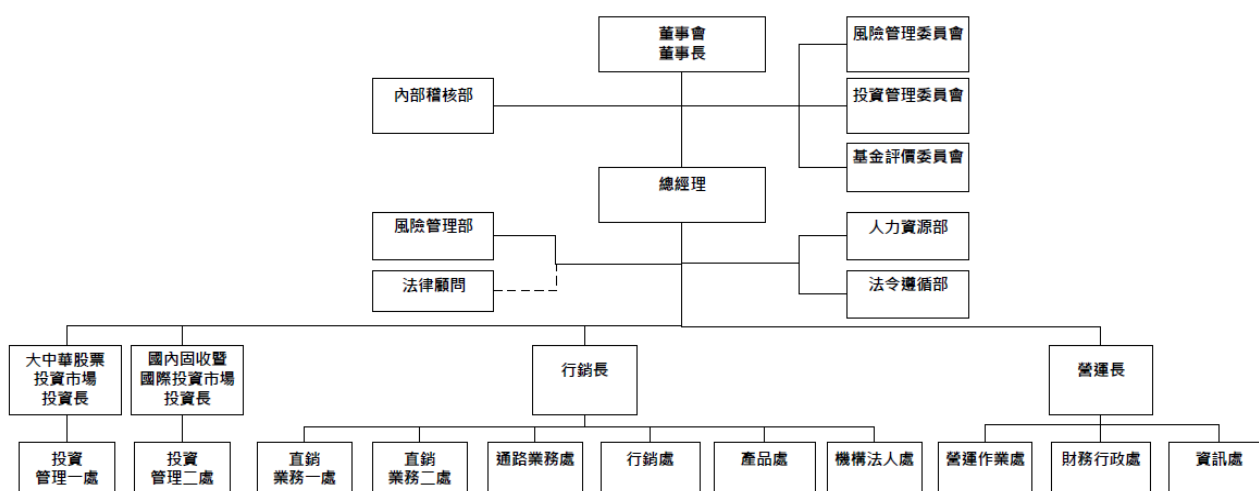 董事會
董事長
風險管理委員會
內部稽核部
投資管理委員會
基金評價委員會
總經理
風險管理部
人力資源部
法律顧問
法令遵循部
大中華股票
投資市場
投資長
國內固收暨
國際投資市場
投資長
行銷長
營運長
投資
管理一處
投資
管理二處
直銷
業務一處
直銷
業務二處
通路業務處
行銷處
產品處
機構法人處
營運作業處
財務行政處
資訊處